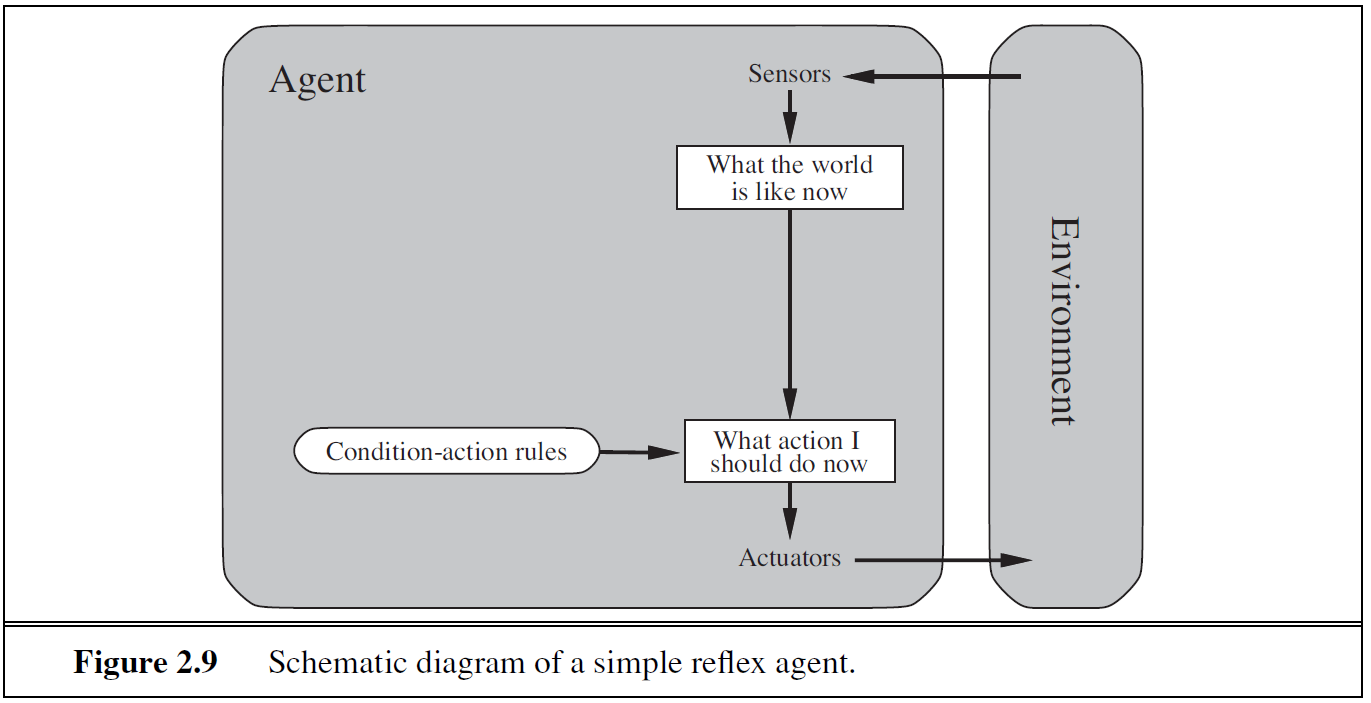 Agent
Sensors
What the world
is like now
Environment
Condition-action rules
What action I
should do now
Actuators
Figure 2.9 Schematic diagram of a simple reflex agent.